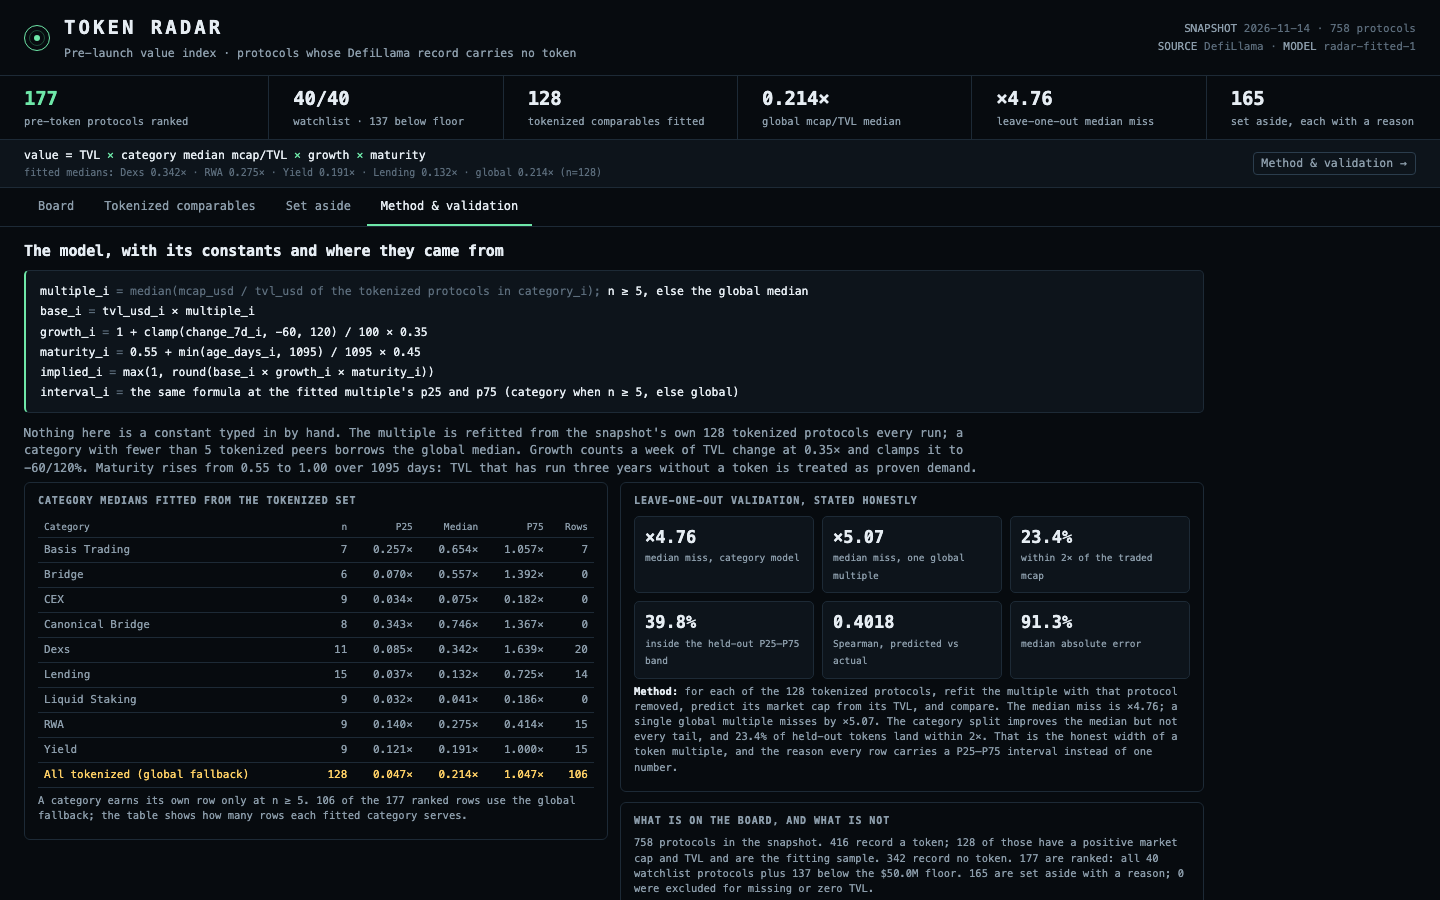 TOKEN RADAR
Pre-launch value index · protocols whose DefiLlama record carries no token
SNAPSHOT 2026-11-14 · 758 protocols
SOURCE DefiLlama · MODEL radar-fitted-1
177
pre-token protocols ranked
40/40
watchlist · 137 below floor
128
tokenized comparables fitted
0.214×
global mcap/TVL median
×4.76
leave-one-out median miss
165
set aside, each with a reason
value = TVL × category median mcap/TVL × growth × maturity
fitted medians: Dexs 0.342× · RWA 0.275× · Yield 0.191× · Lending 0.132× · global 0.214× (n=128)
Method & validation →
Board Tokenized comparables Set aside Method & validation
The model, with its constants and where they came from
multiple_i = median(mcap_usd / tvl_usd of the tokenized protocols in category_i); n ≥ 5, else the global median
base_i = tvl_usd_i × multiple_i
growth_i = 1 + clamp(change_7d_i, −60, 120) / 100 × 0.35
maturity_i = 0.55 + min(age_days_i, 1095) / 1095 × 0.45
implied_i = max(1, round(base_i × growth_i × maturity_i))
interval_i = the same formula at the fitted multiple's p25 and p75 (category when n ≥ 5, else global)
Nothing here is a constant typed in by hand. The multiple is refitted from the snapshot's own 128 tokenized protocols every run; a
category with fewer than 5 tokenized peers borrows the global median. Growth counts a week of TVL change at 0.35× and clamps it to
−60/120%. Maturity rises from 0.55 to 1.00 over 1095 days: TVL that has run three years without a token is treated as proven demand.
CATEGORY MEDIANS FITTED FROM THE TOKENIZED SET
Category n P25 Median P75 Rows
Basis Trading 7 0.257× 0.654× 1.057× 7
Bridge 6 0.070× 0.557× 1.392× 0
CEX 9 0.034× 0.075× 0.182× 0
Canonical Bridge 8 0.343× 0.746× 1.367× 0
Dexs 11 0.085× 0.342× 1.639× 20
Lending 15 0.037× 0.132× 0.725× 14
Liquid Staking 9 0.032× 0.041× 0.186× 0
RWA 9 0.140× 0.275× 0.414× 15
Yield 9 0.121× 0.191× 1.000× 15
All tokenized (global fallback) 128 0.047× 0.214× 1.047× 106
A category earns its own row only at n ≥ 5. 106 of the 177 ranked rows use the global
fallback; the table shows how many rows each fitted category serves.
LEAVE-ONE-OUT VALIDATION, STATED HONESTLY
×4.76
median miss, category model
×5.07
median miss, one global
multiple
23.4%
within 2× of the traded
mcap
39.8%
inside the held-out P25–P75
band
0.4018
Spearman, predicted vs
actual
91.3%
median absolute error
Method: for each of the 128 tokenized protocols, refit the multiple with that protocol
removed, predict its market cap from its TVL, and compare. The median miss is ×4.76; a
single global multiple misses by ×5.07. The category split improves the median but not
every tail, and 23.4% of held-out tokens land within 2×. That is the honest width of a
token multiple, and the reason every row carries a P25–P75 interval instead of one
number.
WHAT IS ON THE BOARD, AND WHAT IS NOT
758 protocols in the snapshot. 416 record a token; 128 of those have a positive market
cap and TVL and are the fitting sample. 342 record no token. 177 are ranked: all 40
watchlist protocols plus 137 below the $50.0M floor. 165 are set aside with a reason; 0
were excluded for missing or zero TVL.